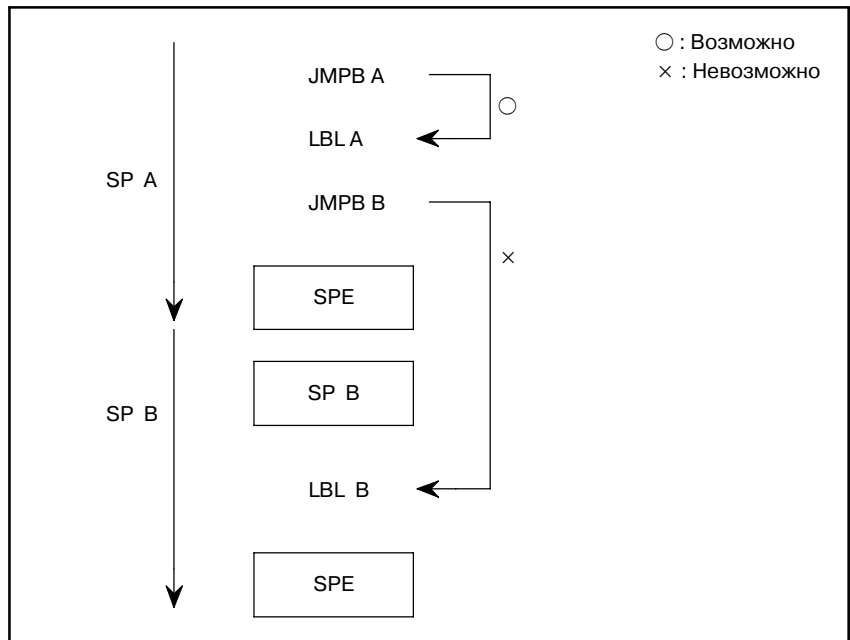 ○ : Возможно
JMPB A
× : Невозможно
○
LBL A
SP A
JMPB B
×
SPE
SP B
SP B
LBL B
SPE